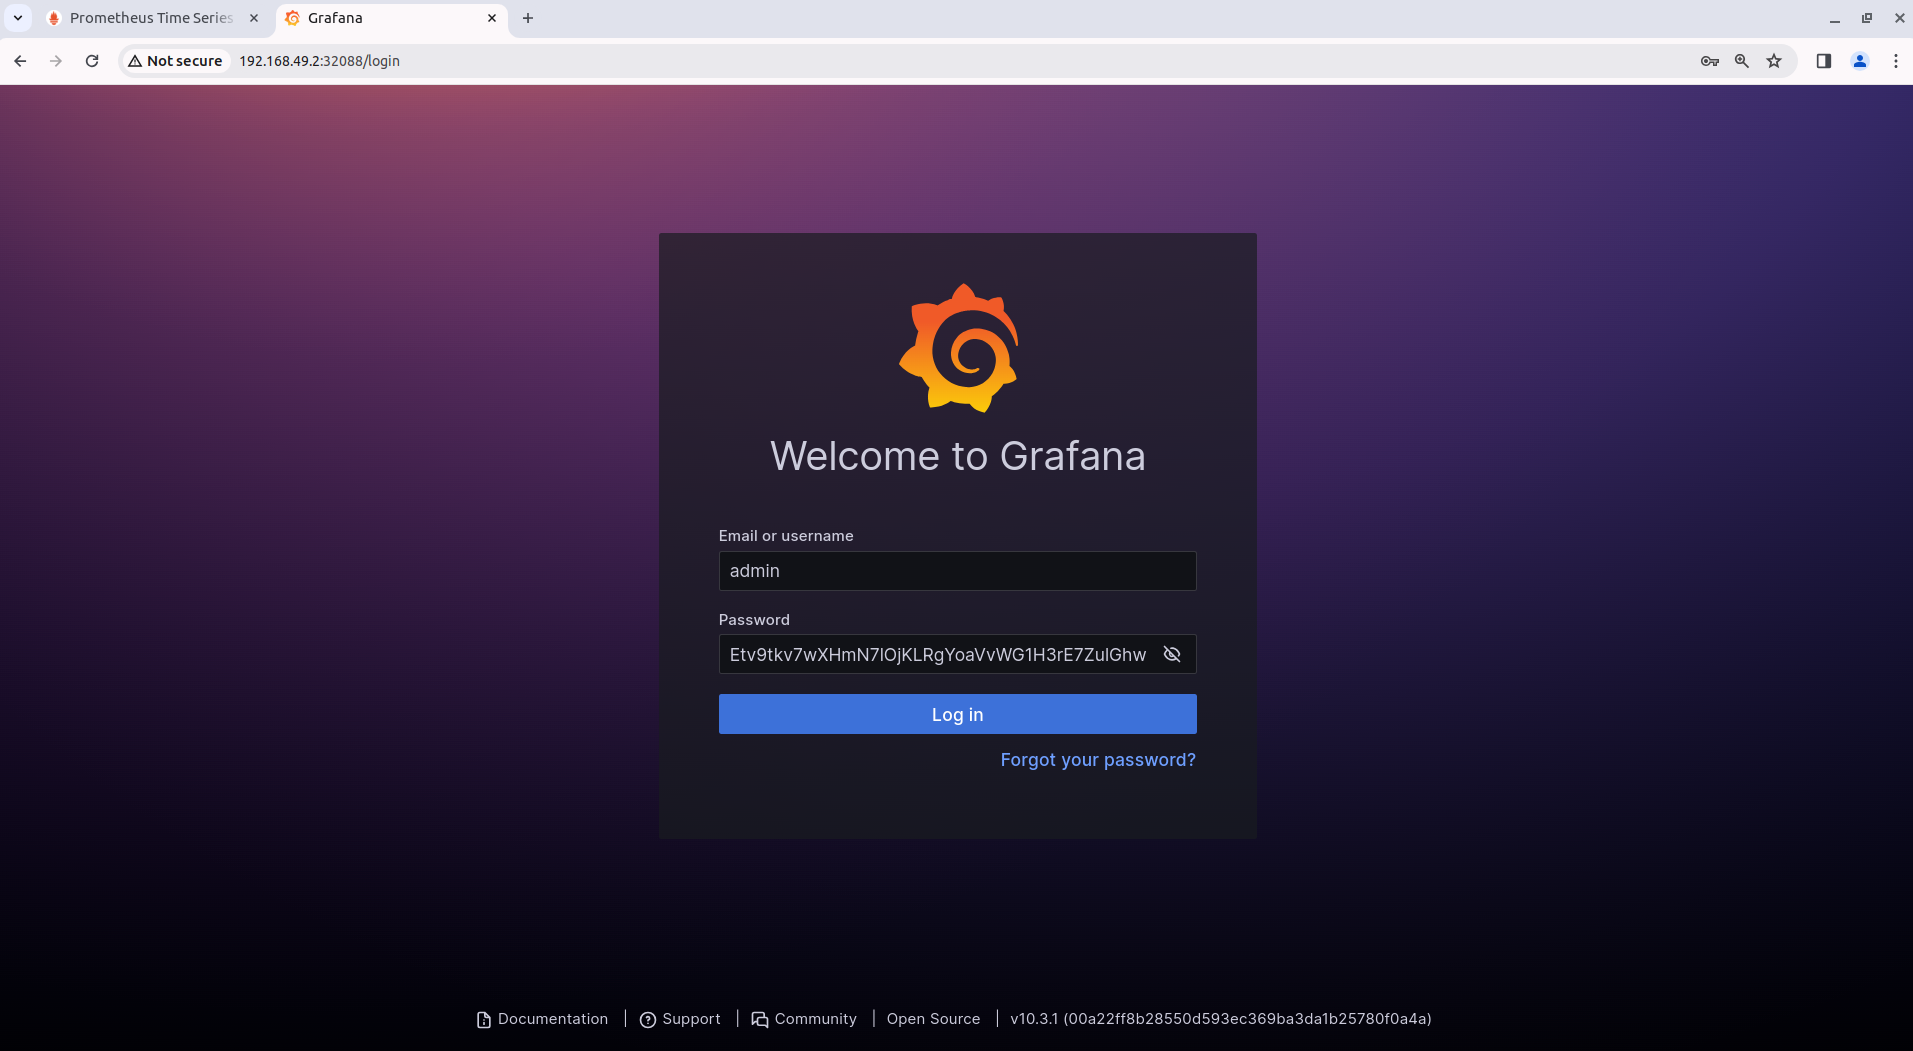 Prometheus Time Series
Grafana
Not secure
192.168.49.2:32088/login
Welcome to Grafana
Email or username
admin
Password
Etv9tkv7wXHmN7lOjKLRgYoaVvWG1H3rE7ZulGhw
Log in
Forgot your password?
Documentation | Support | Community | Open Source | v10.3.1 (00a22ff8b28550d593ec369ba3da1b25780f0a4a)